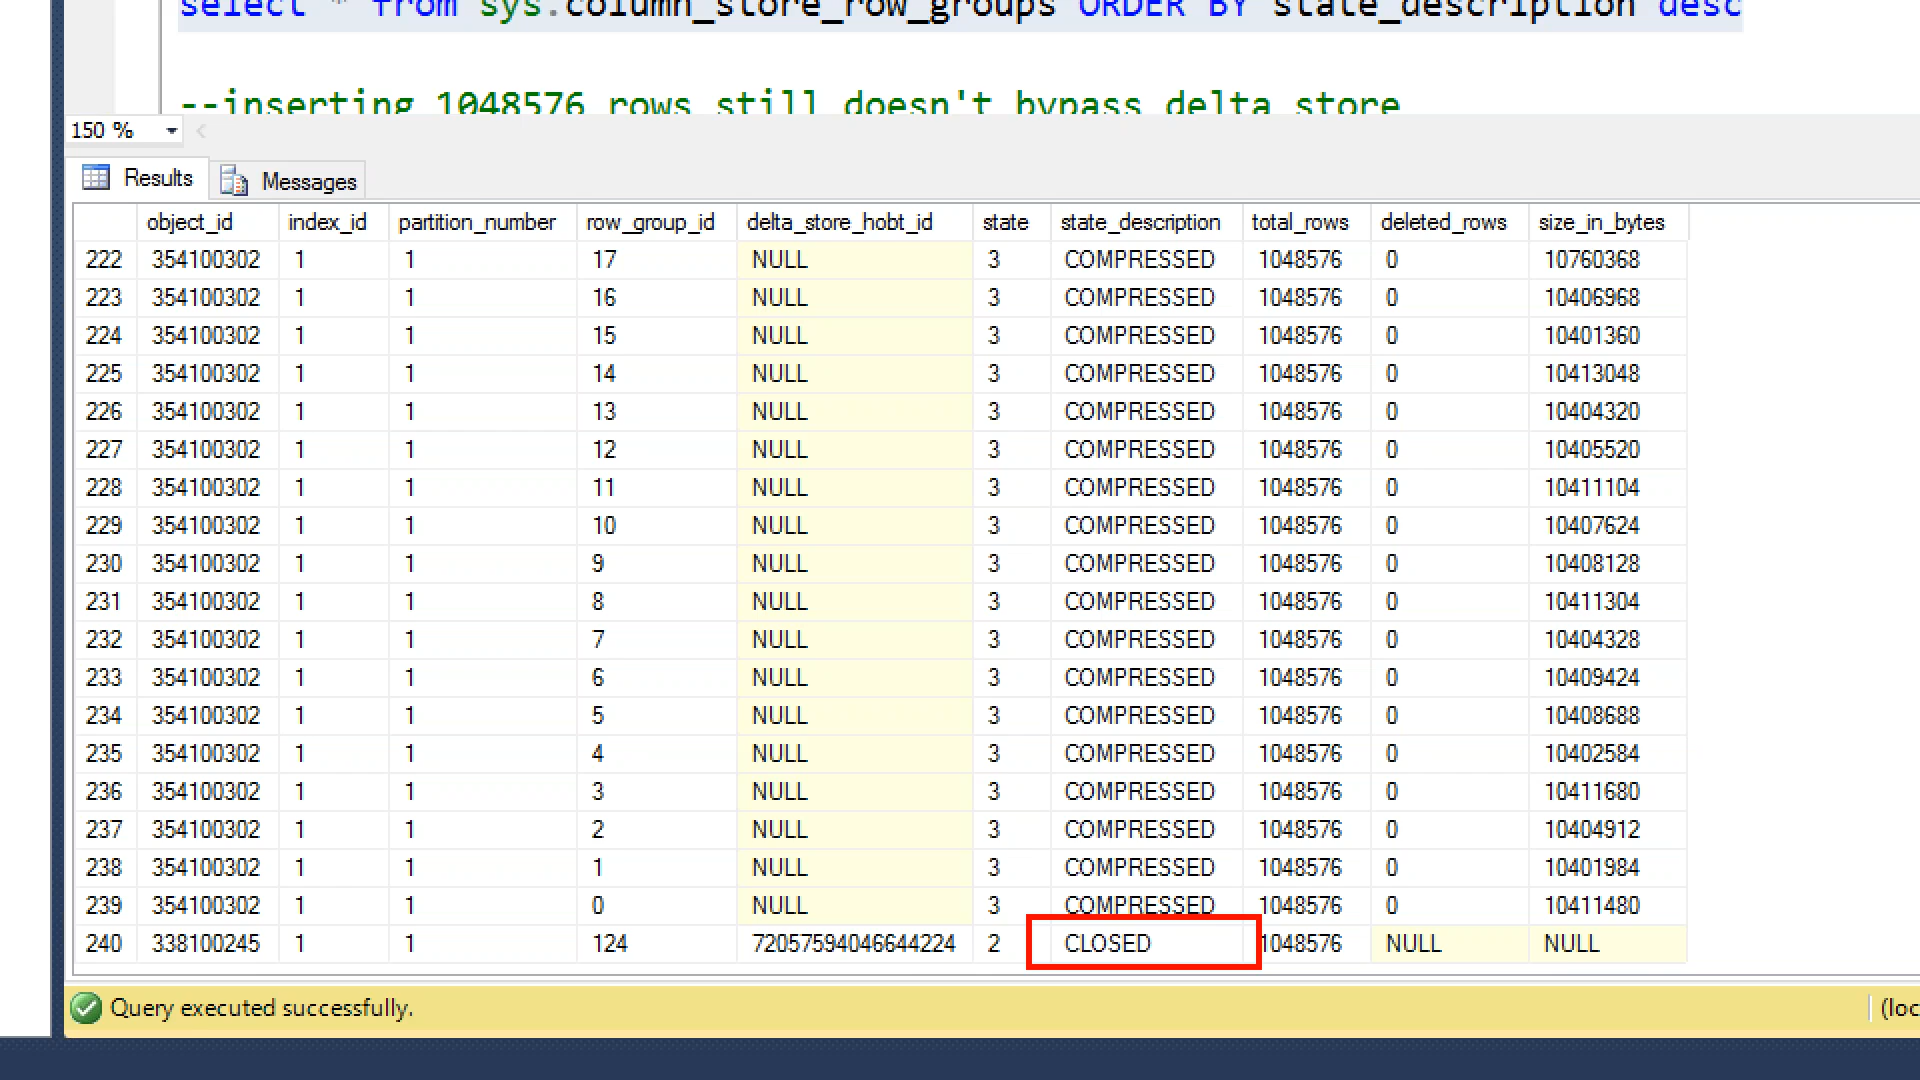 select * from sys.column_store_row_groups ORDER BY state_description desc
--inserting 1048576 rows still doesn't bypass delta store
150 %
Results Messages
object_id index_id partition_number row_group_id delta_store_hobt_id state state_description total_rows deleted_rows size_in_bytes
222 354100302 1 1 17 NULL 3 COMPRESSED 1048576 0 10760368
223 354100302 1 1 16 NULL 3 COMPRESSED 1048576 0 10406968
224 354100302 1 1 15 NULL 3 COMPRESSED 1048576 0 10401360
225 354100302 1 1 14 NULL 3 COMPRESSED 1048576 0 10413048
226 354100302 1 1 13 NULL 3 COMPRESSED 1048576 0 10404320
227 354100302 1 1 12 NULL 3 COMPRESSED 1048576 0 10405520
228 354100302 1 1 11 NULL 3 COMPRESSED 1048576 0 10411104
229 354100302 1 1 10 NULL 3 COMPRESSED 1048576 0 10407624
230 354100302 1 1 9 NULL 3 COMPRESSED 1048576 0 10408128
231 354100302 1 1 8 NULL 3 COMPRESSED 1048576 0 10411304
232 354100302 1 1 7 NULL 3 COMPRESSED 1048576 0 10404328
233 354100302 1 1 6 NULL 3 COMPRESSED 1048576 0 10409424
234 354100302 1 1 5 NULL 3 COMPRESSED 1048576 0 10408688
235 354100302 1 1 4 NULL 3 COMPRESSED 1048576 0 10402584
236 354100302 1 1 3 NULL 3 COMPRESSED 1048576 0 10411680
237 354100302 1 1 2 NULL 3 COMPRESSED 1048576 0 10404912
238 354100302 1 1 1 NULL 3 COMPRESSED 1048576 0 10401984
239 354100302 1 1 0 NULL 3 COMPRESSED 1048576 0 10411480
240 338100245 1 1 124 72057594046644224 2 CLOSED 1048576 NULL NULL
Query executed successfully. (loc